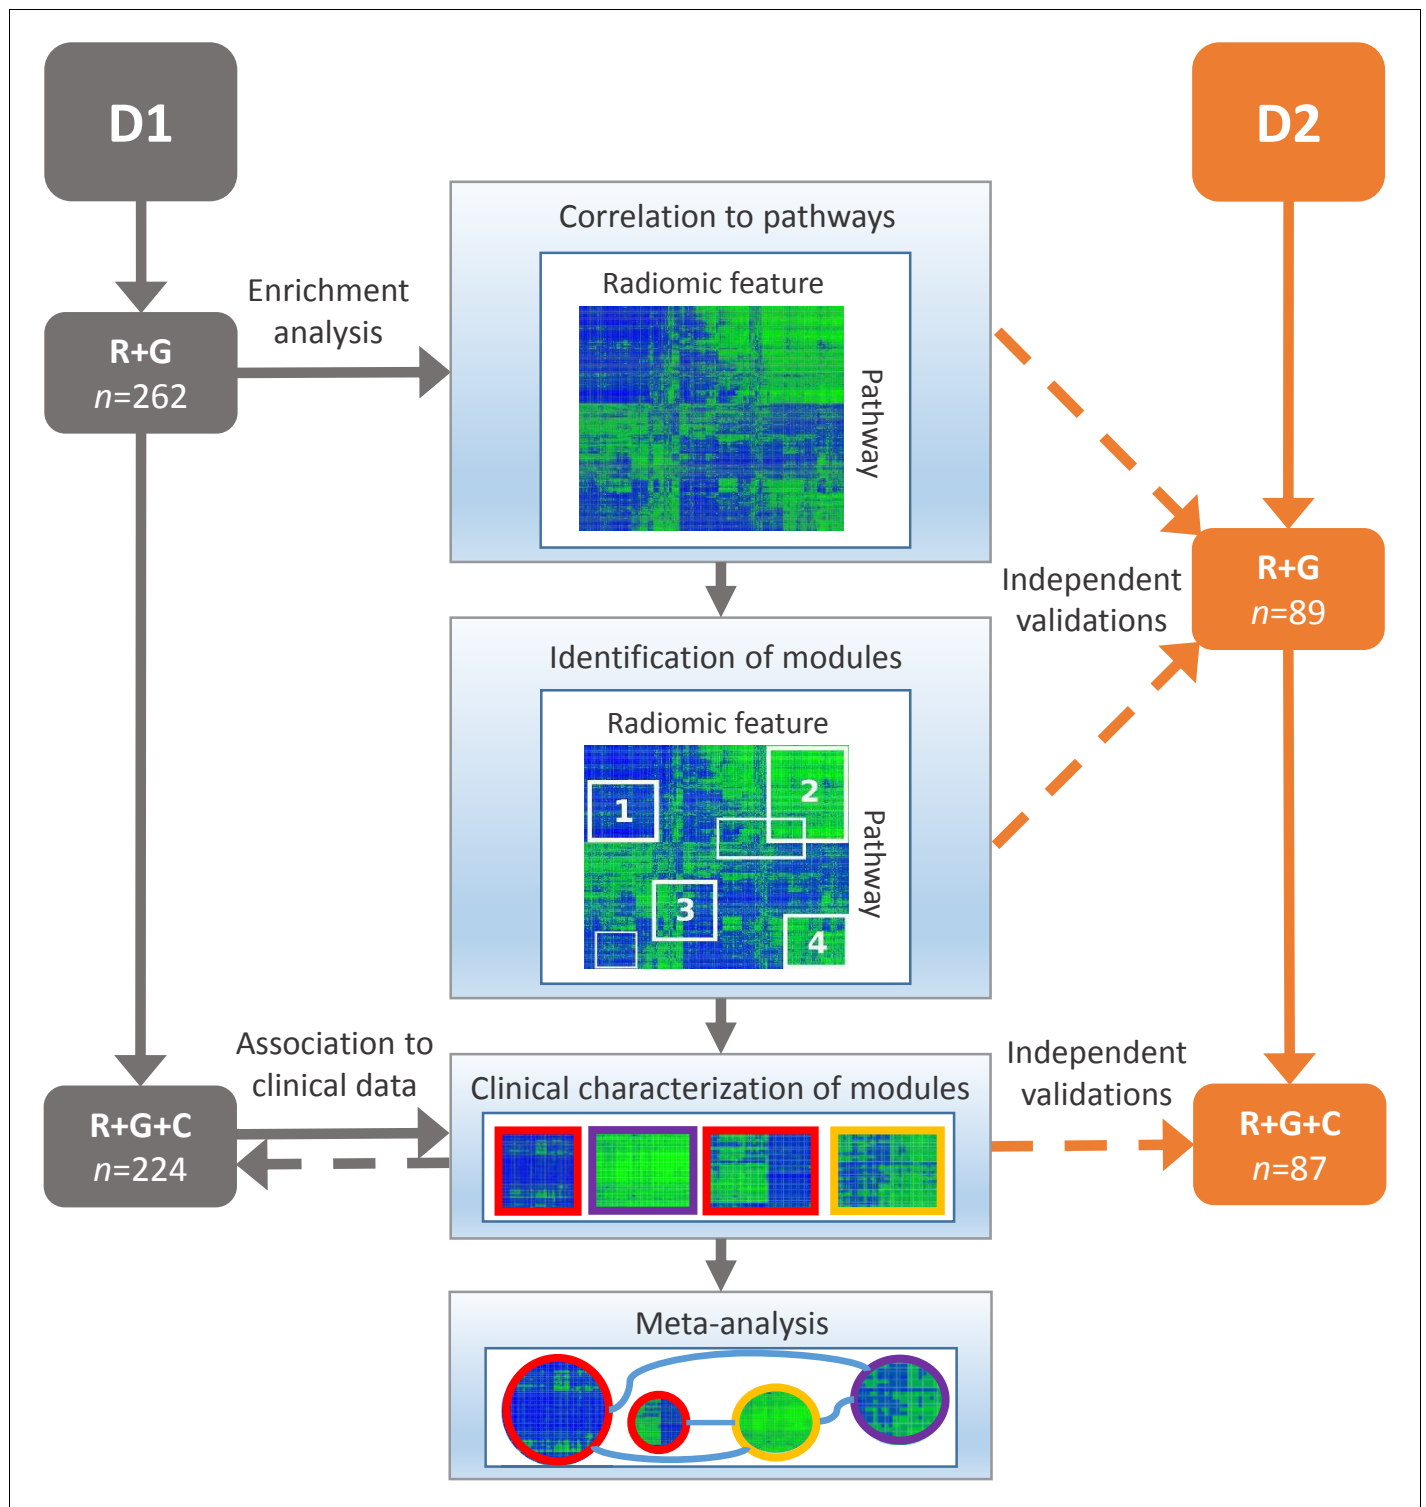 D1
D2
Correlation to pathways
Radiomic feature
Pathway
Enrichment
analysis
R+G
n=262
R+G
n=89
Independent
validations
Identification of modules
Radiomic feature
1
2
3
4
Pathway
Association to
clinical data
Independent
validations
R+G+C
n=224
Clinical characterization of modules
R+G+C
n=87
Meta-analysis